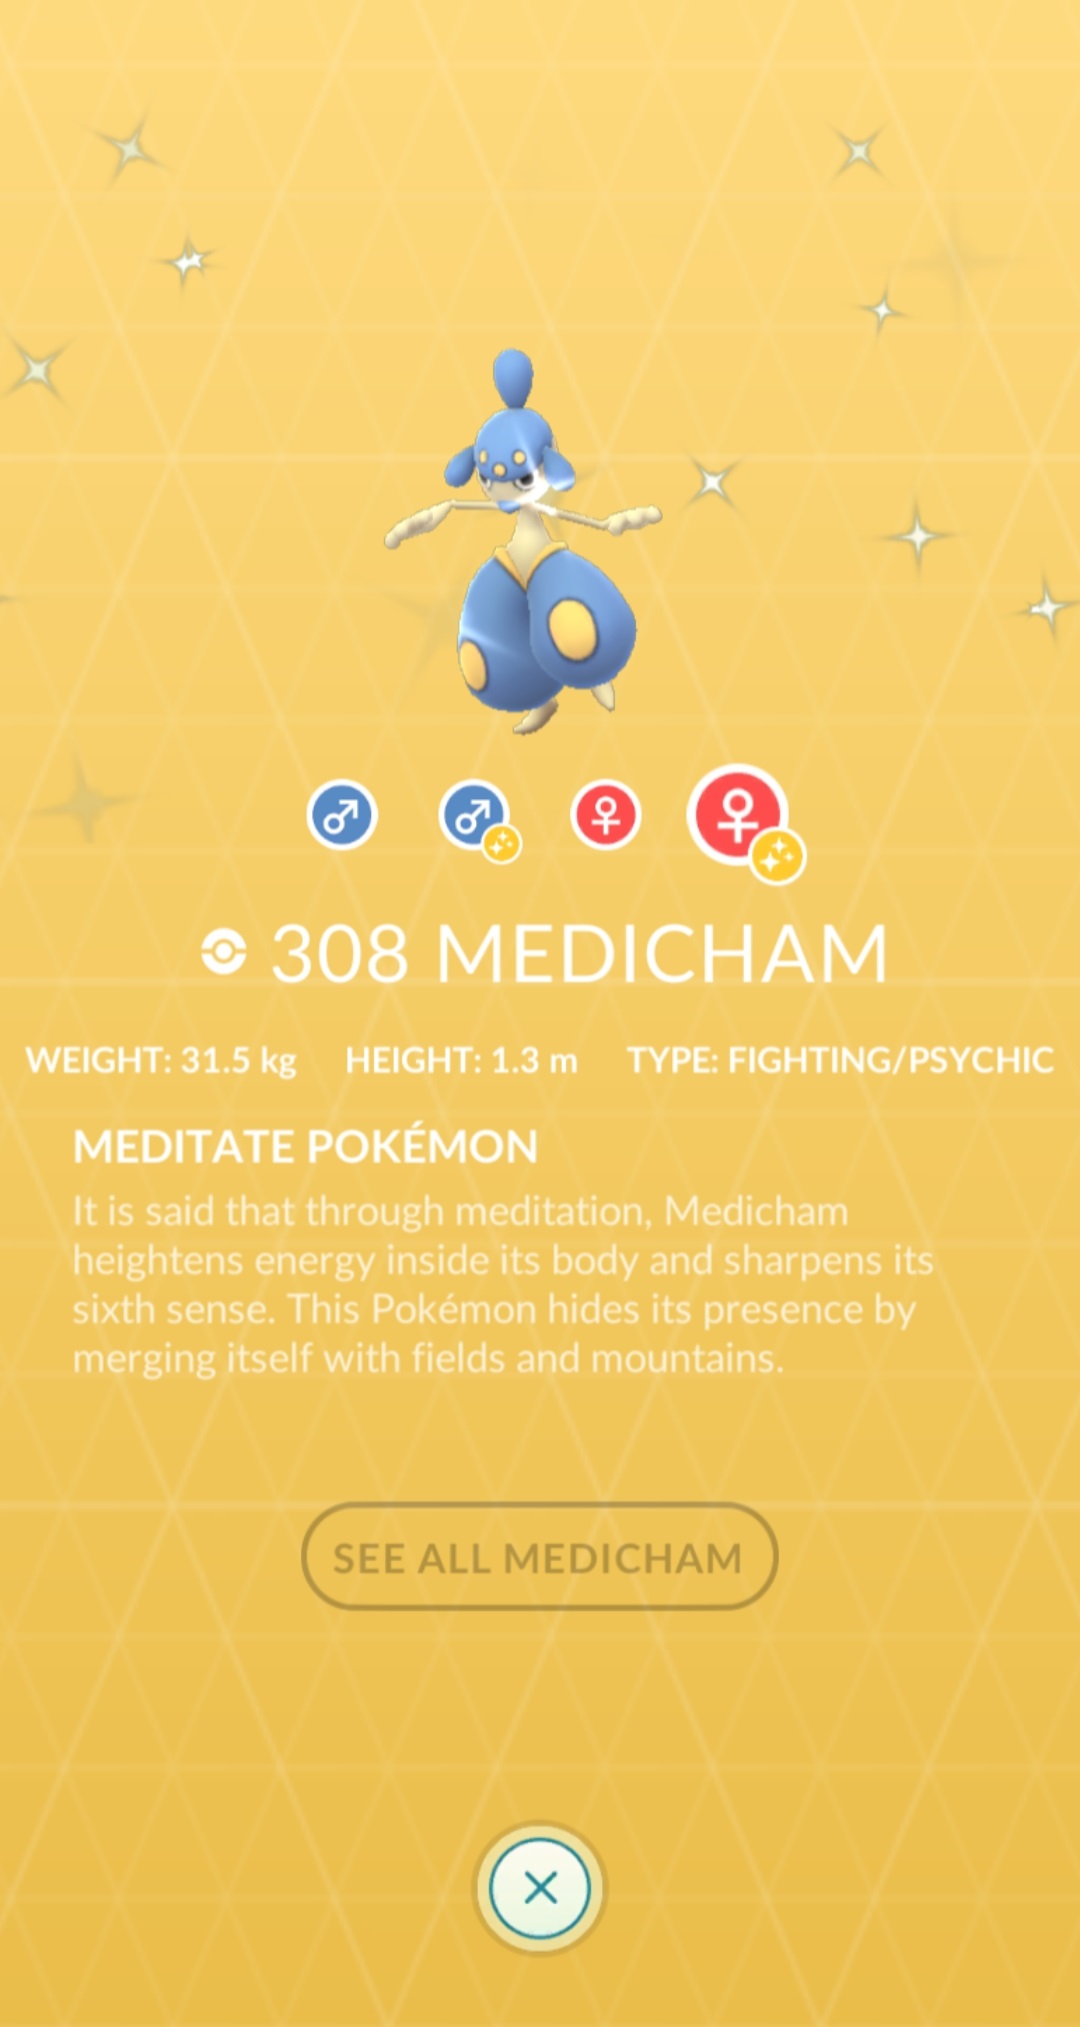 308 MEDICHAM
WEIGHT: 31.5 kg HEIGHT: 1.3 m TYPE: FIGHTING/PSYCHIC
MEDITATE POKÉMON
It is said that through meditation, Medicham
heightens energy inside its body and sharpens its
sixth sense. This Pokémon hides its presence by
merging itself with fields and mountains.
SEE ALL MEDICHAM